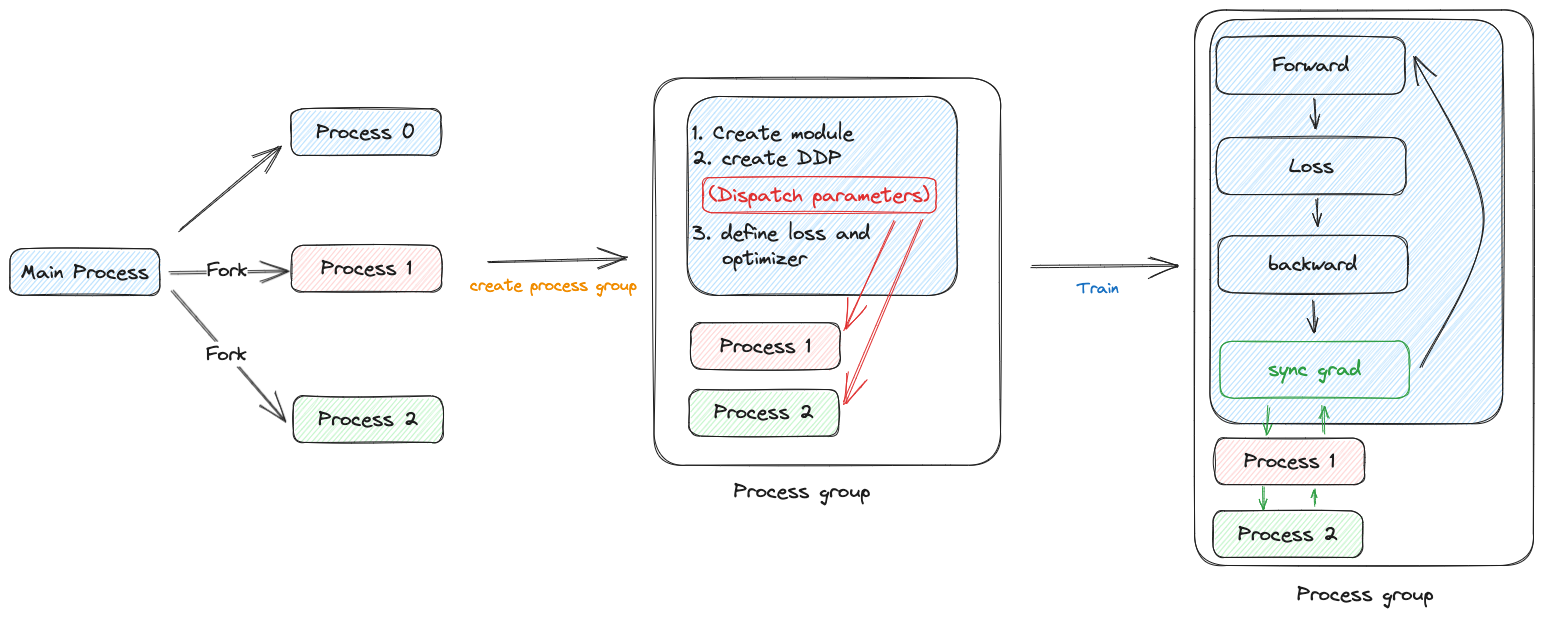 Main Process
Fork
Fork
Process 0
Process 1
Process 2
create process group
1. Create module
2. create DDP
(Dispatch parameters)
3. define loss and
optimizer
Process 1
Process 2
Process group
Train
Forward
Loss
backward
sync grad
Process 1
Process 2
Process group